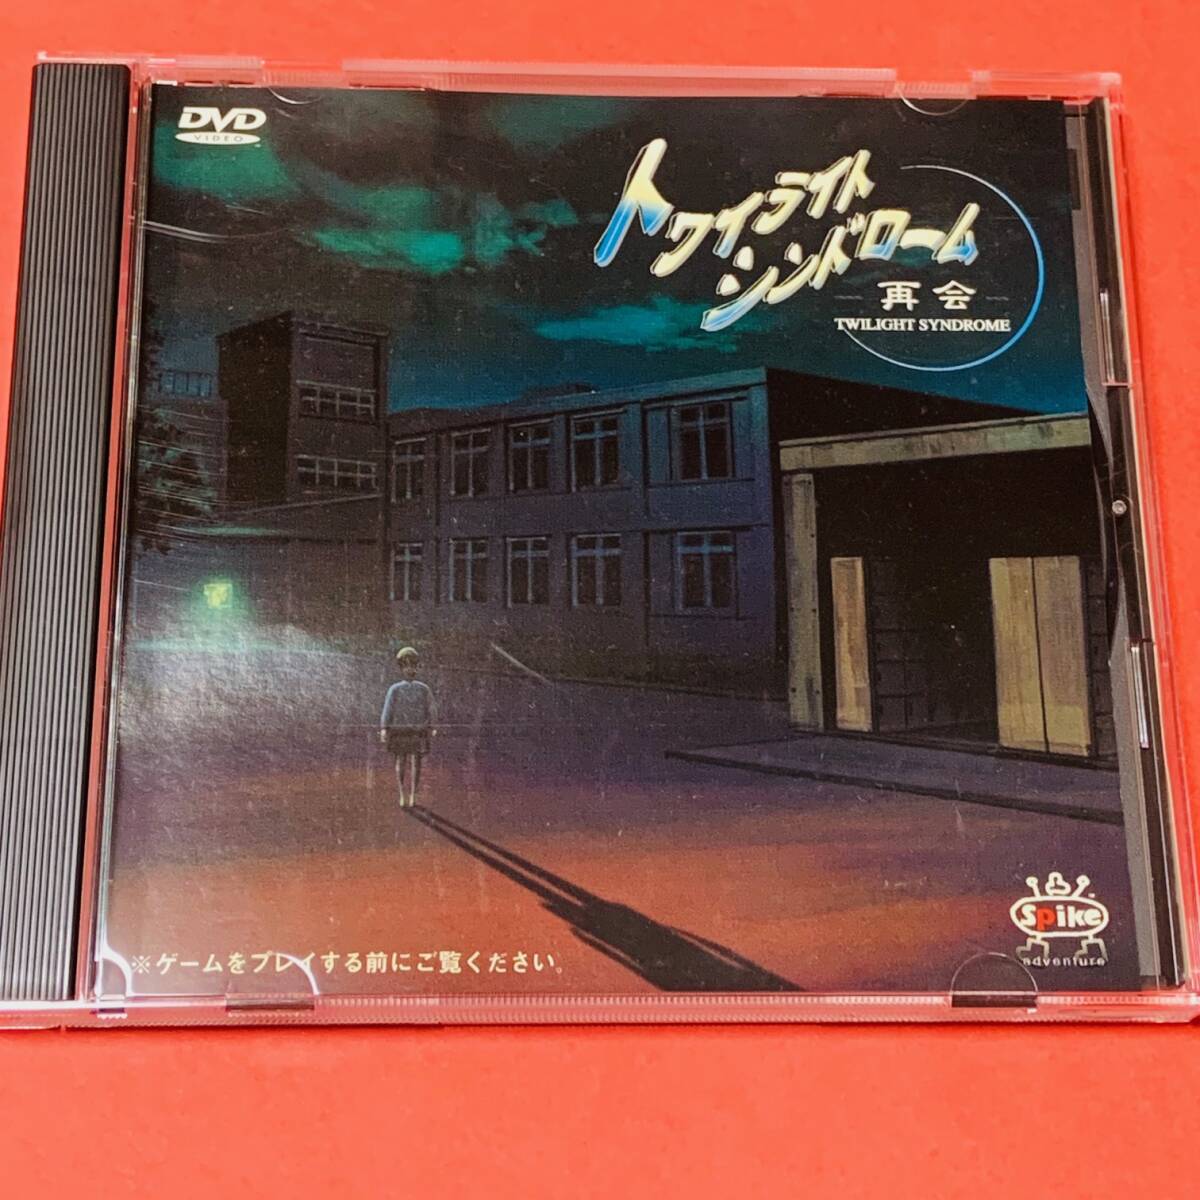 DVD
VIDEO
トワイライト
シンドローム
再会
TWILIGHT SYNDROME
Spike
adventure
※ゲームをプレイする前にご覧ください。